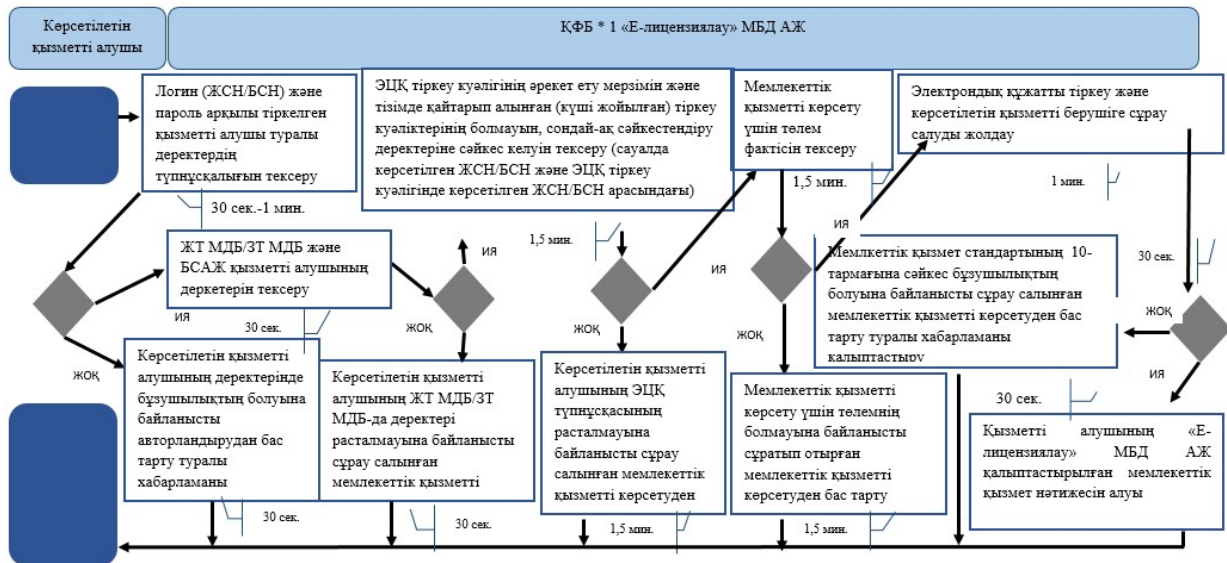 Көрсетілетін
қызметті алушы
ҚФБ * 1 «Е-лицензиялау» МБД АЖ
Логин (ЖСН/БСН) және
пароль арқылы тіркелген
қызметті алушы туралы
деректердің
түпнұсқалығын тексеру
ЭЦҚ тіркеу куәлігінің әрекет ету мерзімін және
тізімде қайтарып алынған (күші жойылған) тіркеу
куәліктерінің болмауын, сондай-ақ сәйкестендіру
деректеріне сәйкес келуін тексеру (сауалда
көрсетілген ЖСН/БСН және ЭЦҚ тіркеу
куәлігінде көрсетілген ЖСН/БСН арасындағы)
Мемлекеттік
қызметті көрсету
үшін төлем
фактісін тексеру
Электрондық құжатты тіркеу және
көрсетілетін қызметті берушіге сұрау
салуды жолдау
30 сек.-1 мин.
1,5 мин.
1,5 мин.
1 мин.
30 сек.
ЖТ МДБ/ЗТ МДБ және
БСАЖ қызметті алушының
деркетерін тексеру
30 сек.
ИЯ
ИЯ
ИЯ
ИЯ
ИЯ
ЖОҚ
ЖОҚ
ЖОҚ
ЖОҚ
ЖОҚ
Мемлкеттік қызмет стандартының 10-
тармағына сәйкес бұзушылықтың
болуына байланысты сұрау салынған
мемлекеттік қызметті көрсетуден бас
тарту туралы хабарламаны
қалыптастыру
Көрсетілетін қызметті
алушының деректерінде
бұзушылықтың болуына
байланысты
авторландырудан бас
тарту туралы
хабарламаны
Көрсетілетін қызметті
алушының ЖТ МДБ/ЗТ
МДБ-да деректері
расталмауына байланысты
сұрау салынған
мемлекеттік қызметті
Көрсетілетін қызметті
алушының ЭЦҚ
түпнұсқасының
расталмауына
байланысты сұрау
салынған мемлекеттік
қызметті көрсетуден
Мемлекеттік қызметті
көрсету үшін төлемнің
болмауына байланысты
сұратып отырған
мемлекеттік қызметті
көрсетуден бас тарту
30 сек.
Қызметті алушының «Е-
лицензиялау» МБД АЖ
қалыптастырылған мемлекеттік
қызмет нәтижесін алуы
30 сек.
30 сек.
1,5 мин.
1,5 мин.